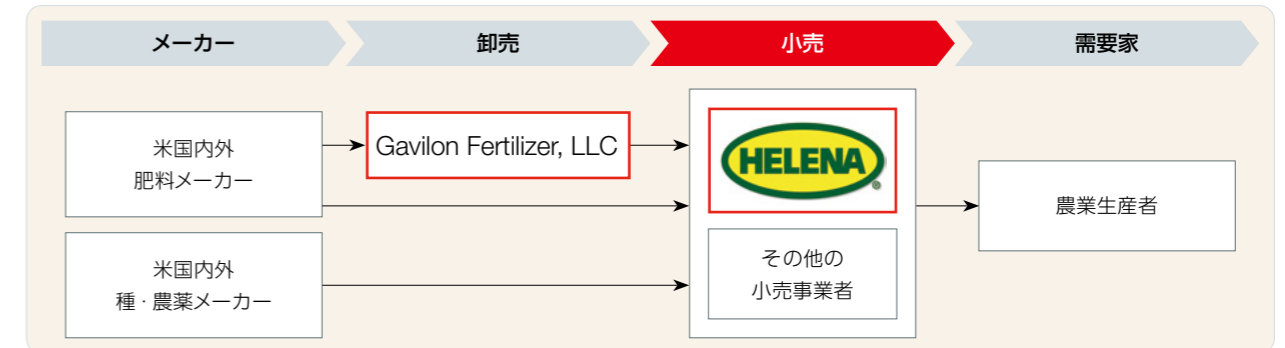 メーカー
卸売
小売
需要家
米国内外
肥料メーカー
Gavilon Fertilizer, LLC
HELENA
®
農業生産者
米国内外
種・農薬メーカー
その他の
小売事業者